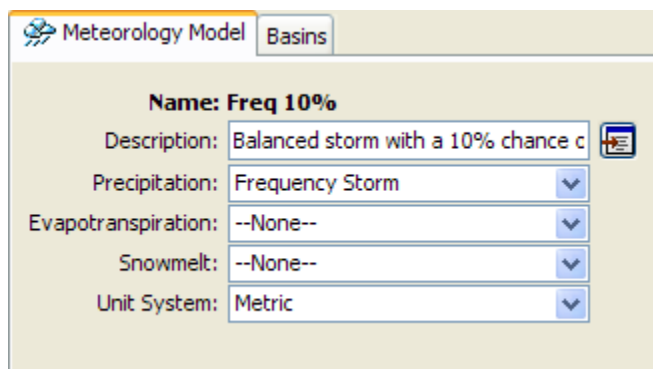 Meteorology Model Basins
Name: Freq 10%
Description: Balanced storm with a 10% chance c
Precipitation: Frequency Storm
Evapotranspiration: --None--
Snowmelt: --None--
Unit System: Metric